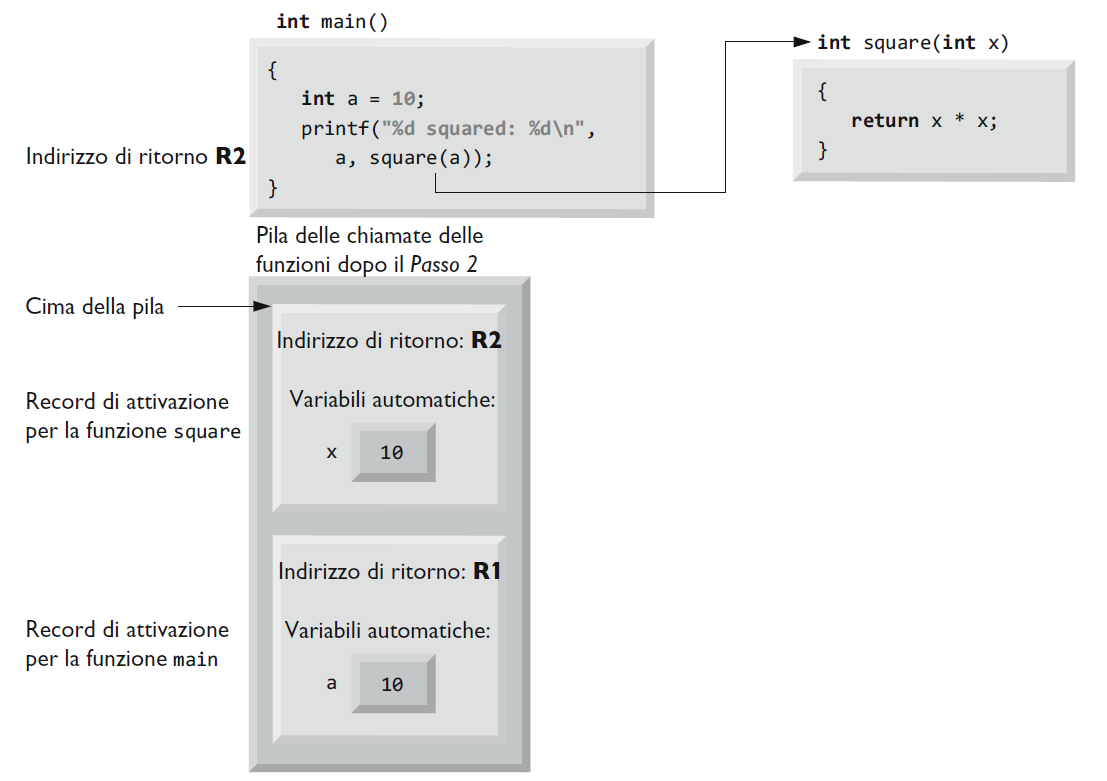 int main()
{
int a = 10;
printf("%d squared: %d\n",
a, square(a));
}
Indirizzo di ritorno R2
int square(int x)
{
return x * x;
}
Pila delle chiamate delle
funzioni dopo il Passo 2
Cima della pila
Indirizzo di ritorno: R2
Variabili automatiche:
x 10
Record di attivazione
per la funzione square
Indirizzo di ritorno: R1
Variabili automatiche:
a 10
Record di attivazione
per la funzione main